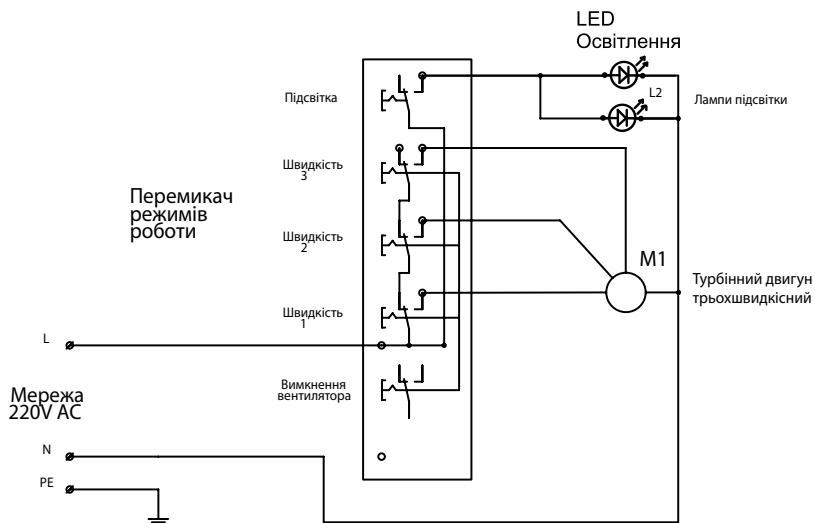 LED
Освітлення
L2
Підсвітка
Лампи підсвітки
Швидкість
3
Перемикач
режимів
роботи
Швидкість
2
M1
Турбінний двигун
трьохшвидкісний
Швидкість
1
L
Вимкнення
вентилятора
Мережа
220V AC
N
PE